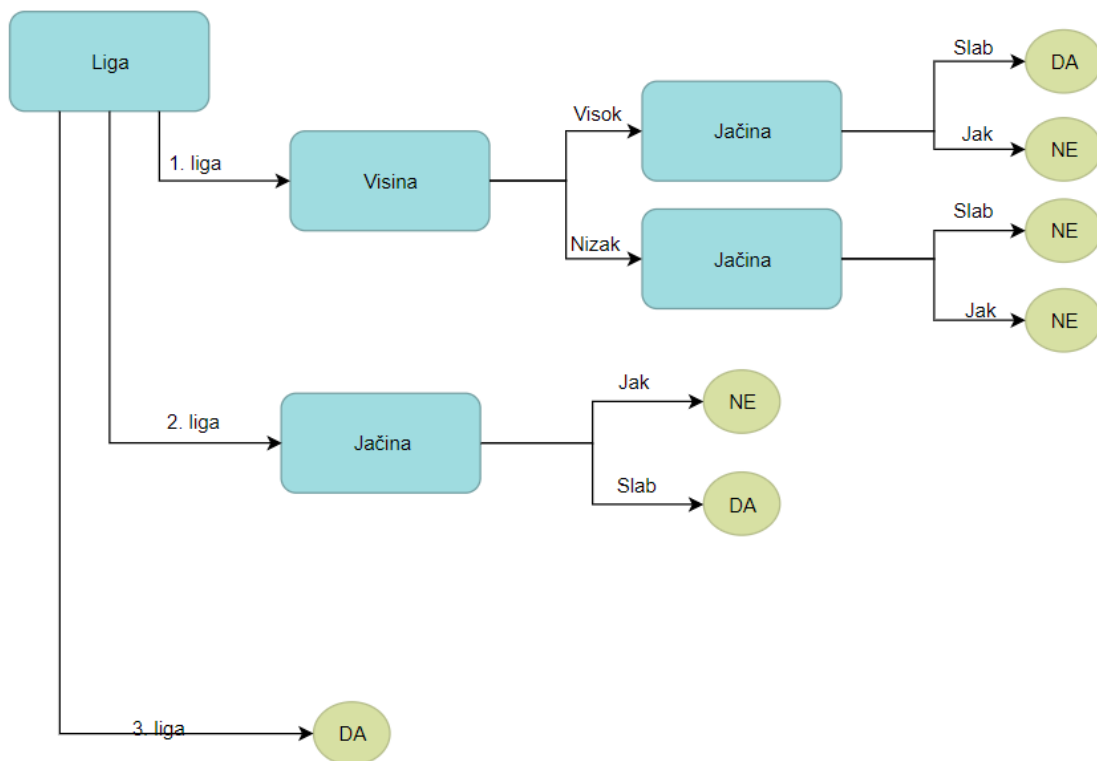 Liga
1. liga
Visina
Visok
Jačina
Slab
DA
Jak
NE
Nizak
Jačina
Slab
NE
Jak
NE
2. liga
Jačina
Jak
NE
Slab
DA
3. liga
DA